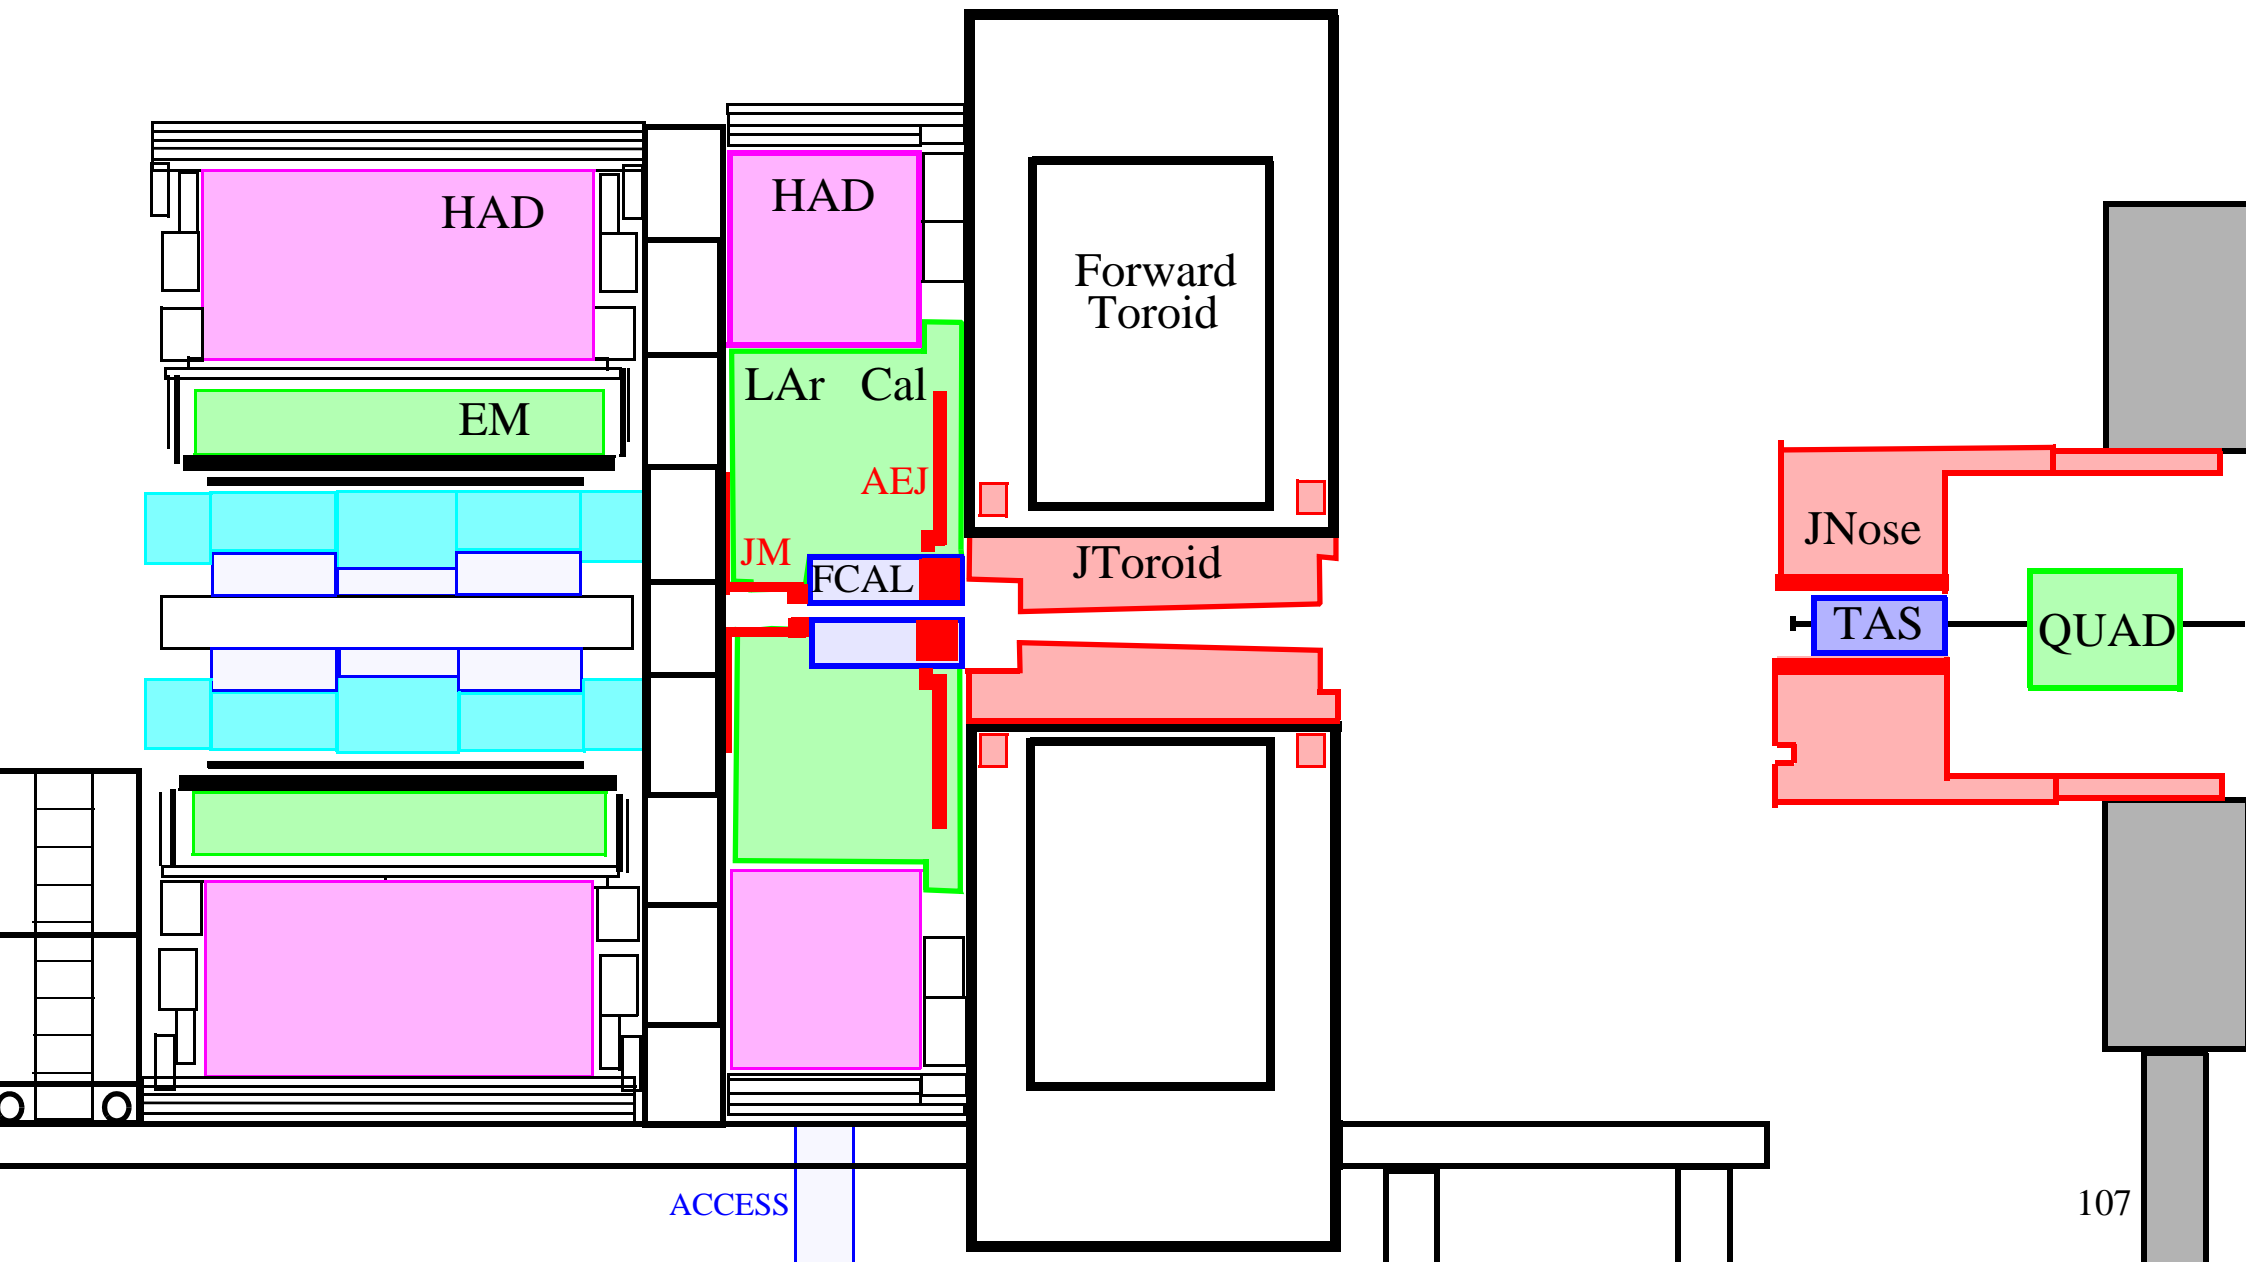 HAD
HAD
Forward
Toroid
LAr Cal
EM
AEJ
JM
FCAL
JToroid
JNose
TAS
QUAD
ACCESS
107